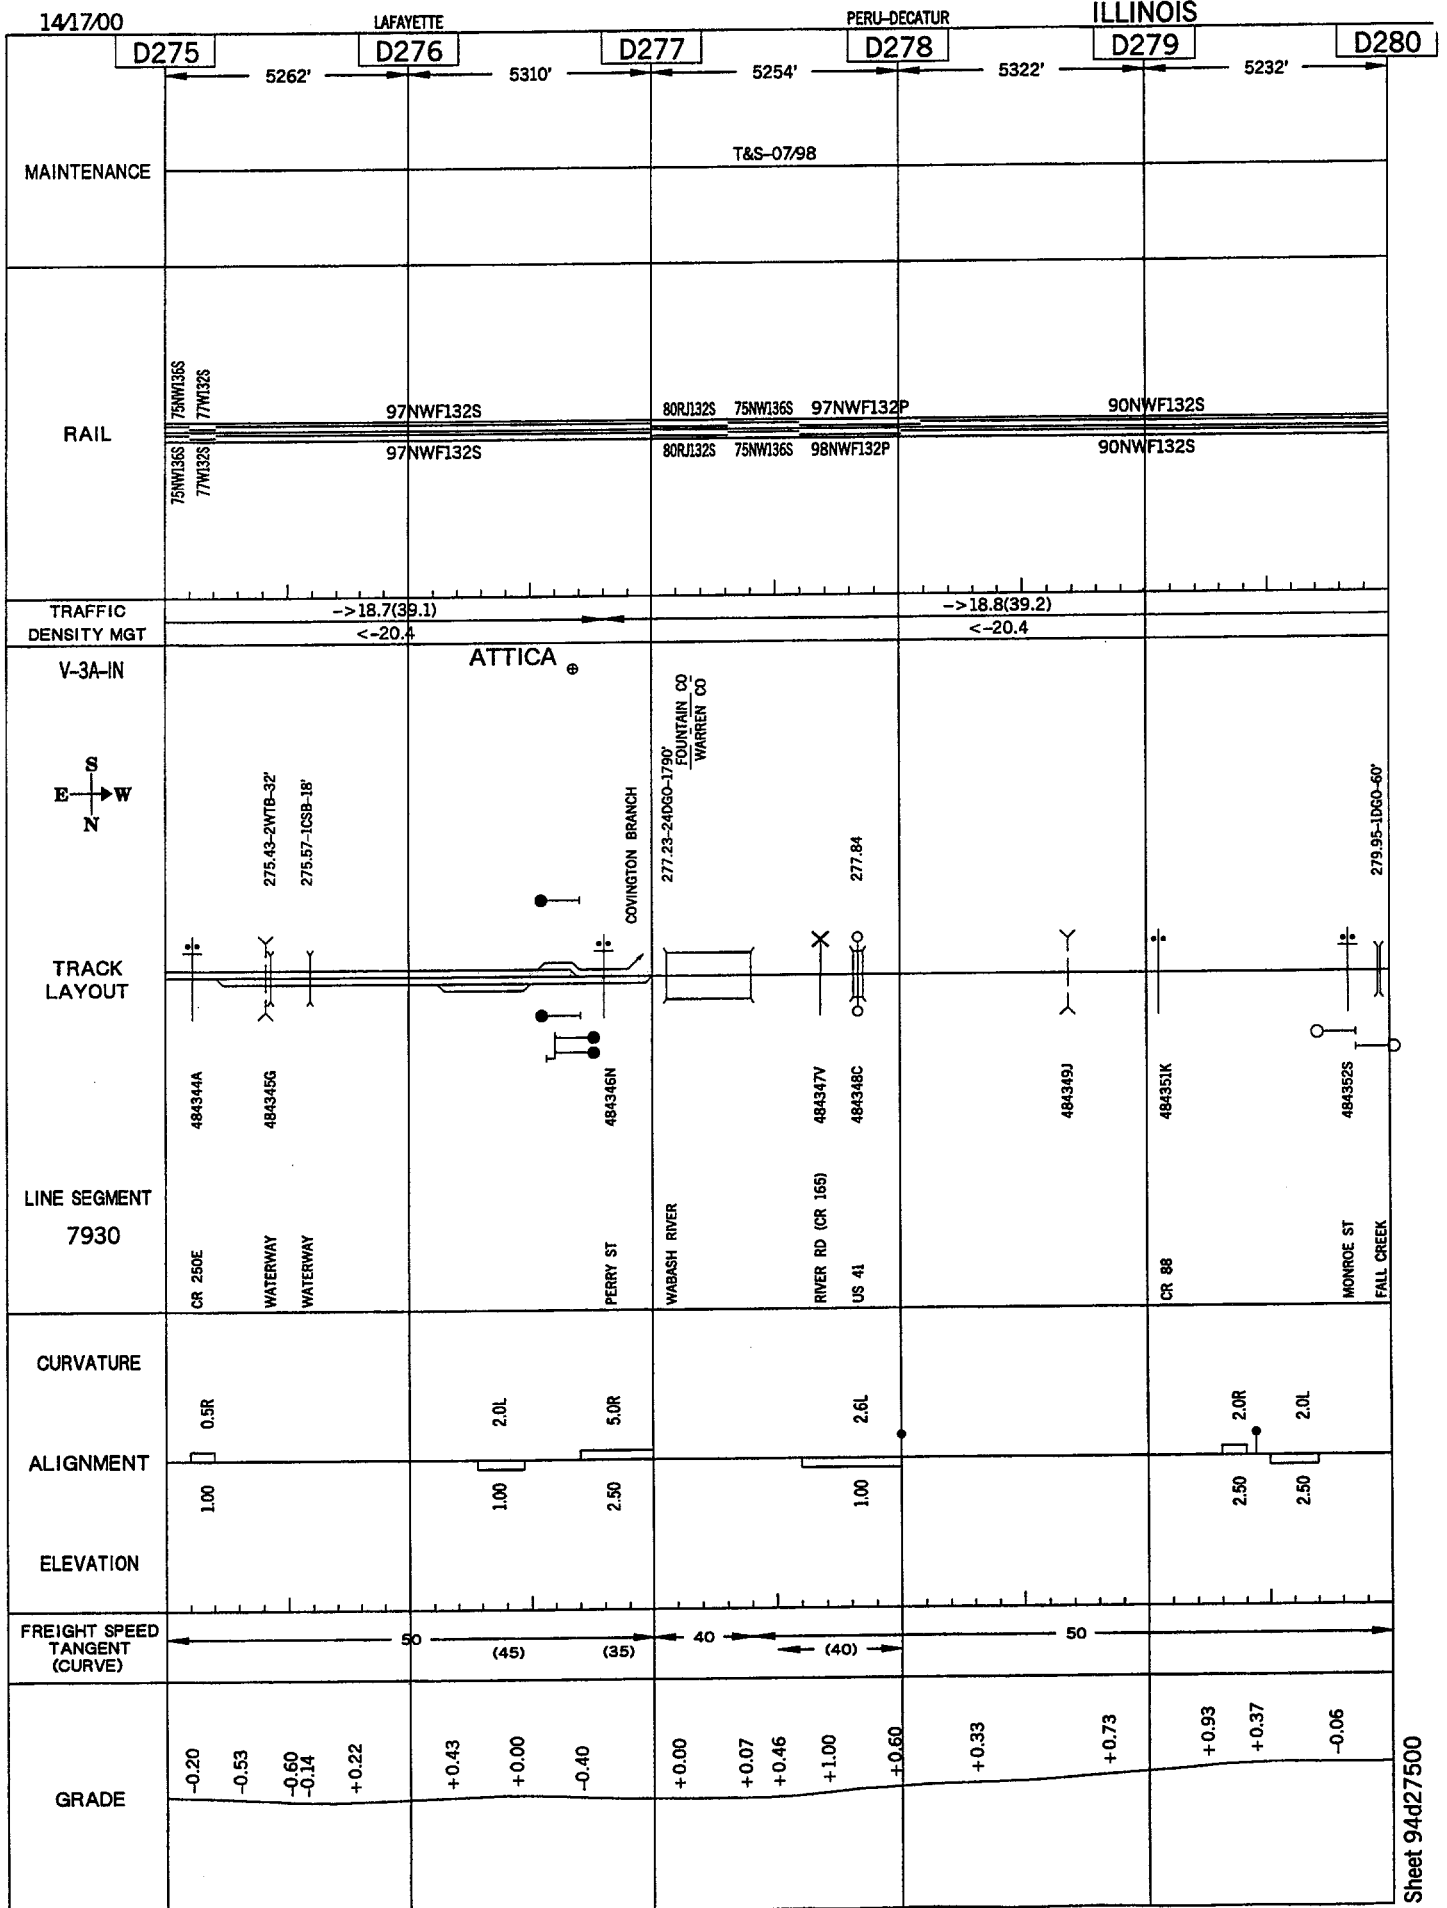 14/17/00
LAFAYETTE
PERU-DECATUR
ILLINOIS
D275
D276
D277
D278
D279
D280
5262'
5310'
5254'
5322'
5232'
MAINTENANCE
T&S-07/98
RAIL
75NW136S
77W132S
97NWF132S
80RJ132S
75NW136S
97NWF132P
90NWF132S
75NW136S
77W132S
97NWF132S
80RJ132S
75NW136S
98NWF132P
90NWF132S
TRAFFIC
DENSITY MGT
->18.7(39.1)
<-20.4
->18.8(39.2)
<-20.4
V-3A-IN
ATTICA
S
E W
N
275.43-2WTB-32'
275.57-1CSB-18'
COVINGTON BRANCH
277.23-24DGO-1790'
FOUNTAIN CO
WARREN CO
277.84
279.95-1DGO-60'
TRACK
LAYOUT
484344A
484345G
484346N
484347V
484348C
484349J
484351K
484352S
LINE SEGMENT
7930
CR 250E
WATERWAY
WATERWAY
PERRY ST
WABASH RIVER
RIVER RD (CR 165)
US 41
CR 88
MONROE ST
FALL CREEK
CURVATURE
0.5R
2.0L
5.0R
2.6L
2.0R
2.0L
ALIGNMENT
1.00
1.00
2.50
1.00
2.50
2.50
ELEVATION
FREIGHT SPEED
TANGENT
(CURVE)
50
(45)
(35)
40
(40)
50
GRADE
-0.20
-0.53
-0.60
-0.14
+0.22
+0.43
+0.00
-0.40
+0.00
+0.07
+0.46
+1.00
+0.60
+0.33
+0.73
+0.93
+0.37
-0.06
Sheet 94d27500